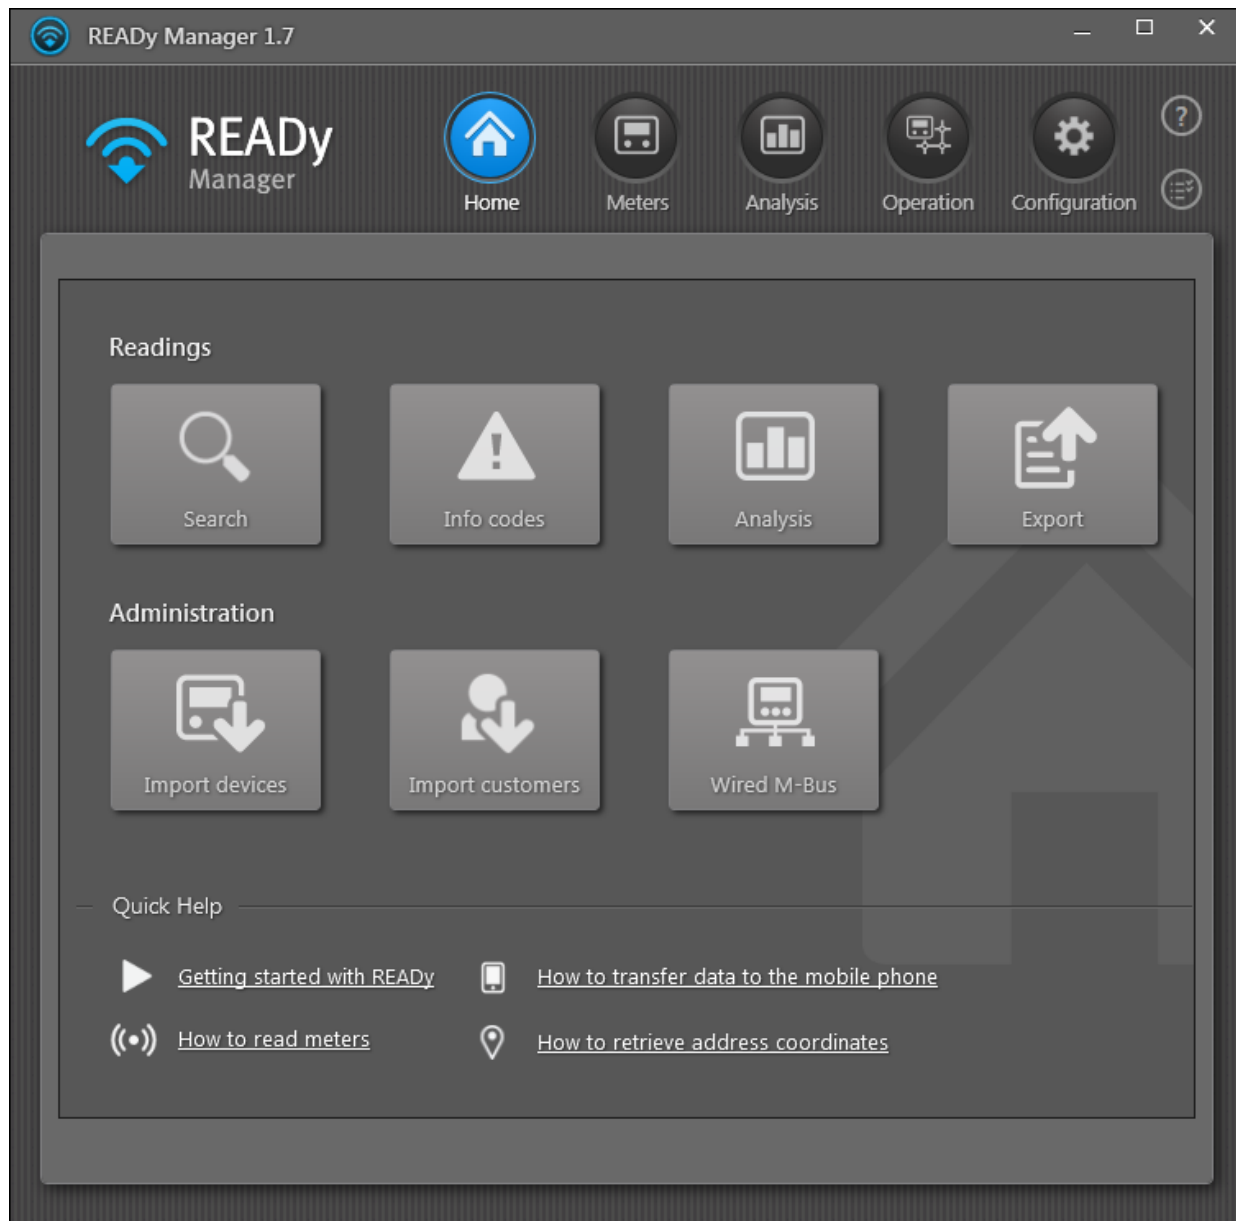 READy Manager 1.7
READy
Manager
Home
Meters
Analysis
Operation
Configuration
?
Readings
Search
Info codes
Analysis
Export
Administration
Import devices
Import customers
Wired M-Bus
Quick Help
Getting started with READy
How to transfer data to the mobile phone
How to read meters
How to retrieve address coordinates